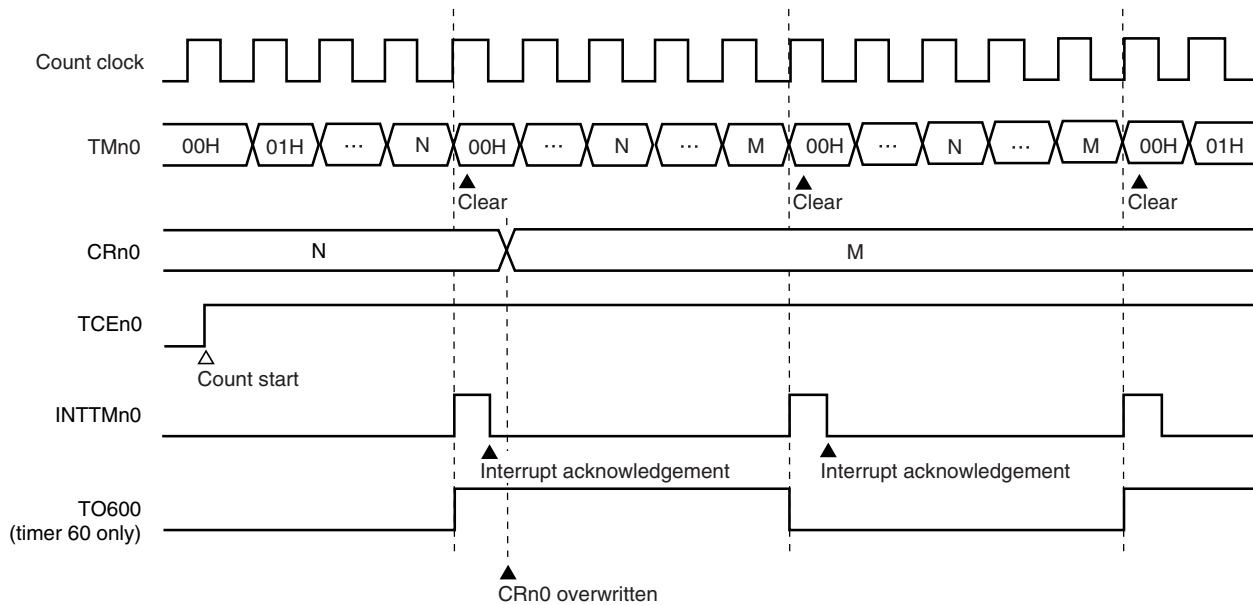 Count clock
TMn0 00H 01H ... N 00H ... N ... M 00H ... N ... M 00H 01H
Clear Clear Clear
CRn0 N M
TCEn0
Count start
INTTMn0
Interrupt acknowledgement Interrupt acknowledgement
TO600
(timer 60 only)
CRn0 overwritten